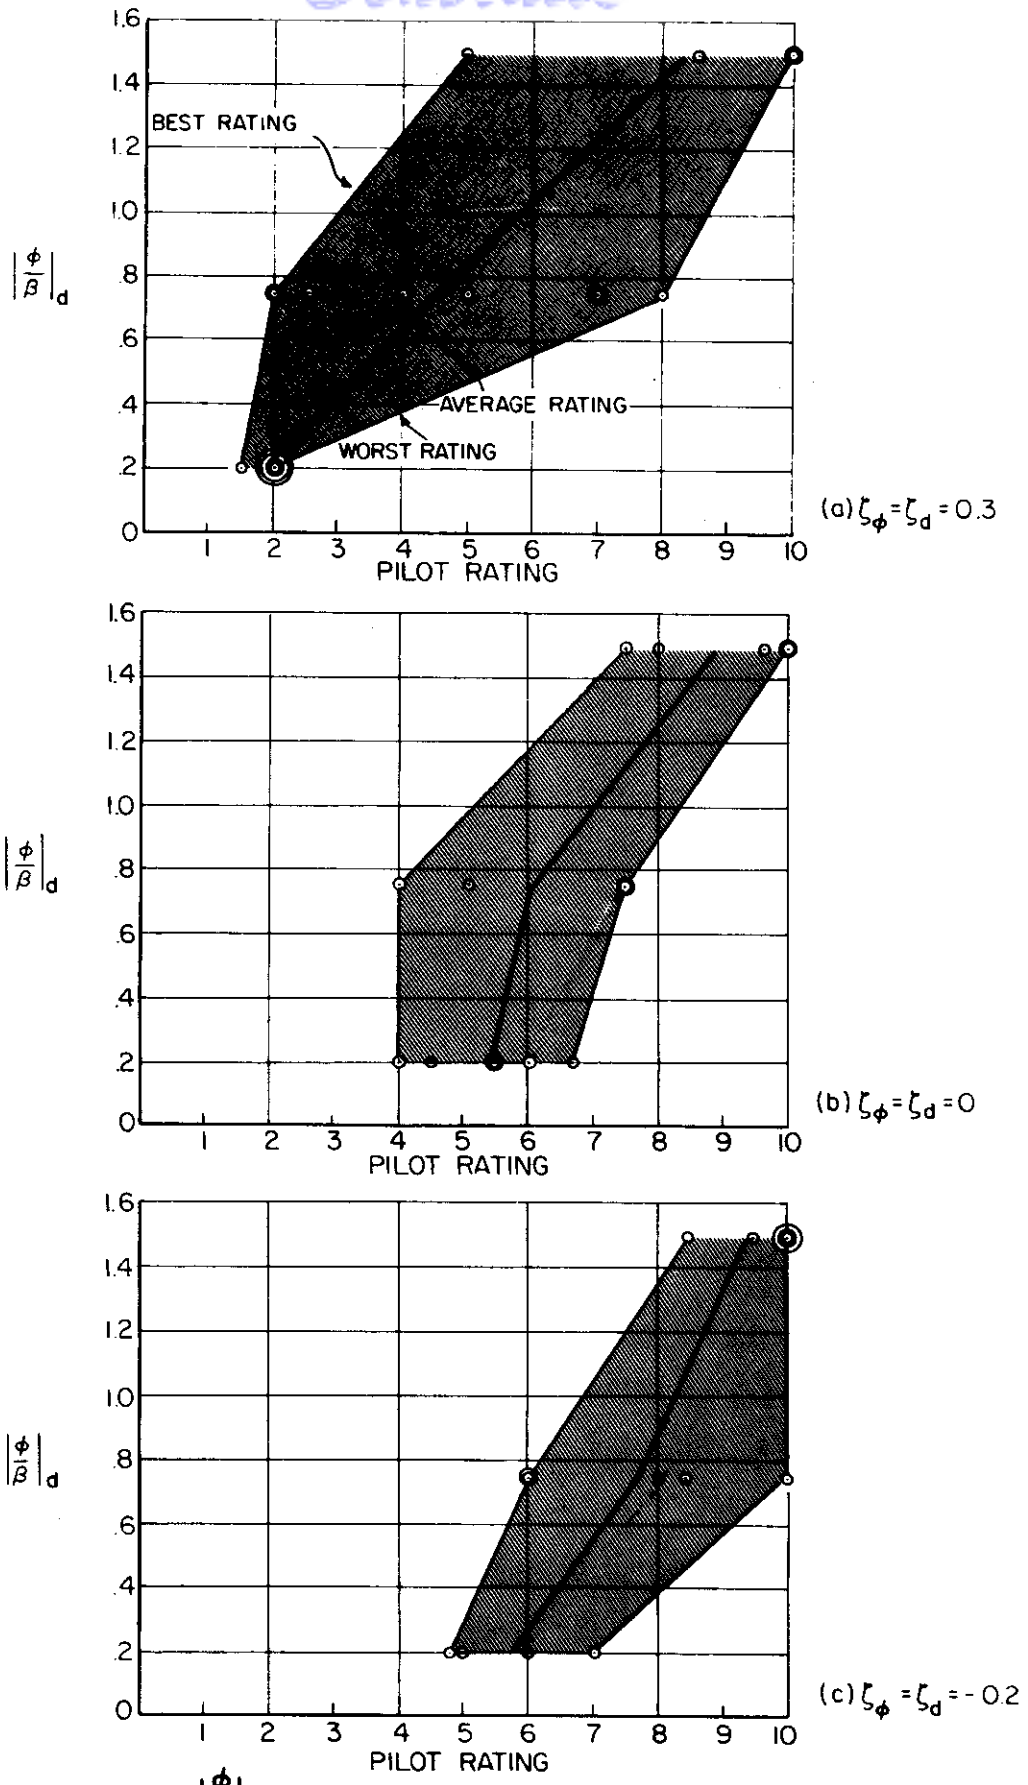 1.6
1.4
BEST RATING
1.2
1.0
|ϕ/β|d
.8
.6
.4
AVERAGE RATING
WORST RATING
.2
(a) ζϕ = ζd = 0.3
0
1 2 3 4 5 6 7 8 9 10
PILOT RATING
1.6
1.4
1.2
1.0
|ϕ/β|d
.8
.6
.4
.2
(b) ζϕ = ζd = 0
0
1 2 3 4 5 6 7 8 9 10
PILOT RATING
1.6
1.4
1.2
1.0
|ϕ/β|d
.8
.6
.4
.2
(c) ζϕ = ζd = -0.2
0
1 2 3 4 5 6 7 8 9 10
PILOT RATING
|ϕ|